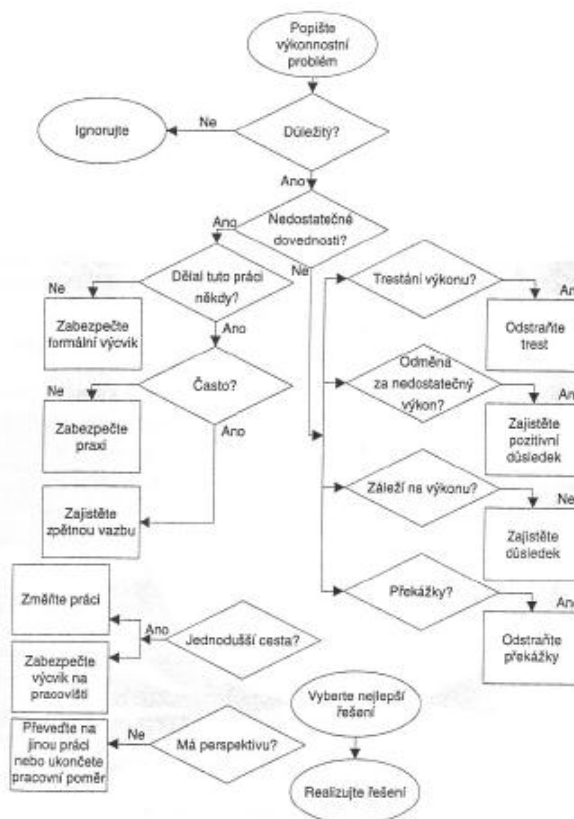 Popište
výkonnostní
problém
Ne
Ignorujte
Důležitý?
Ano
Ano
Nedostatečné
dovednosti?
Ne
Dělal tuto práci
někdy?
Trestání výkonu?
Ne
Ano
Zabezpečte
formální výcvik
Ano
Odstraňte
trest
Často?
Odměna
za nedostatečný
výkon?
Ne
Ano
Zabezpečte
praxi
Zajistěte
pozitivní
důsledek
Záleží na výkonu?
Ne
Zajistěte
zpětnou vazbu
Zajistěte
důsledek
Změňte práci
Překážky?
Ano
Jednodušší cesta?
Odstraňte
překážky
Zabezpečte
výcvik na
pracovišti
Vyberte nejlepší
řešení
Převeďte na
jinou práci
nebo ukončete
pracovní poměr
Ne
Má perspektivu?
Realizujte řešení